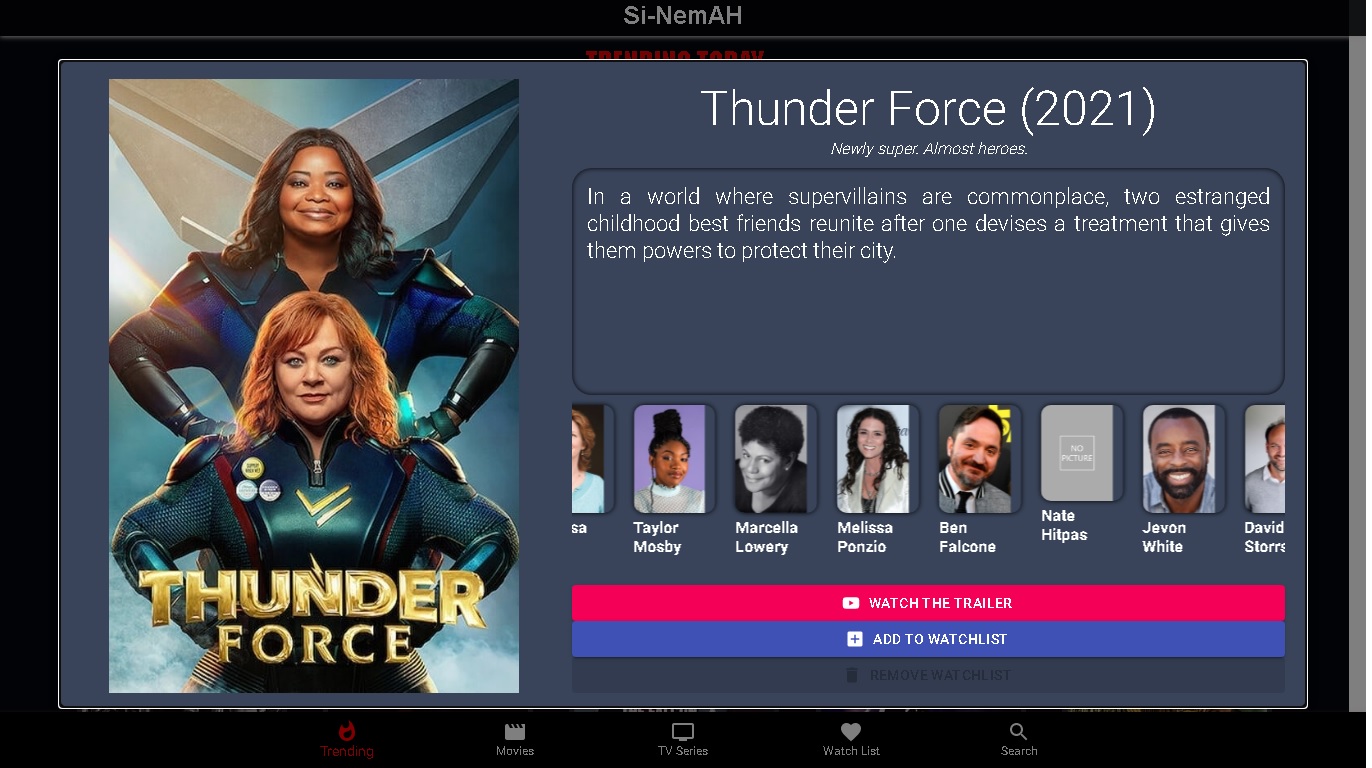 Si-NemAH
TRENDING TODAY
Thunder Force (2021)
Newly super. Almost heroes.
In a world where supervillains are commonplace, two estranged
childhood best friends reunite after one devises a treatment that gives
them powers to protect their city.
THUNDER
FORCE
NO
PICTURE
sa
Taylor
Mosby
Marcella
Lowery
Melissa
Ponzio
Ben
Falcone
Nate
Hitpas
Jevon
White
David
Storrs
WATCH THE TRAILER
ADD TO WATCHLIST
REMOVE WATCHLIST
Trending
Movies
TV Series
Watch List
Search